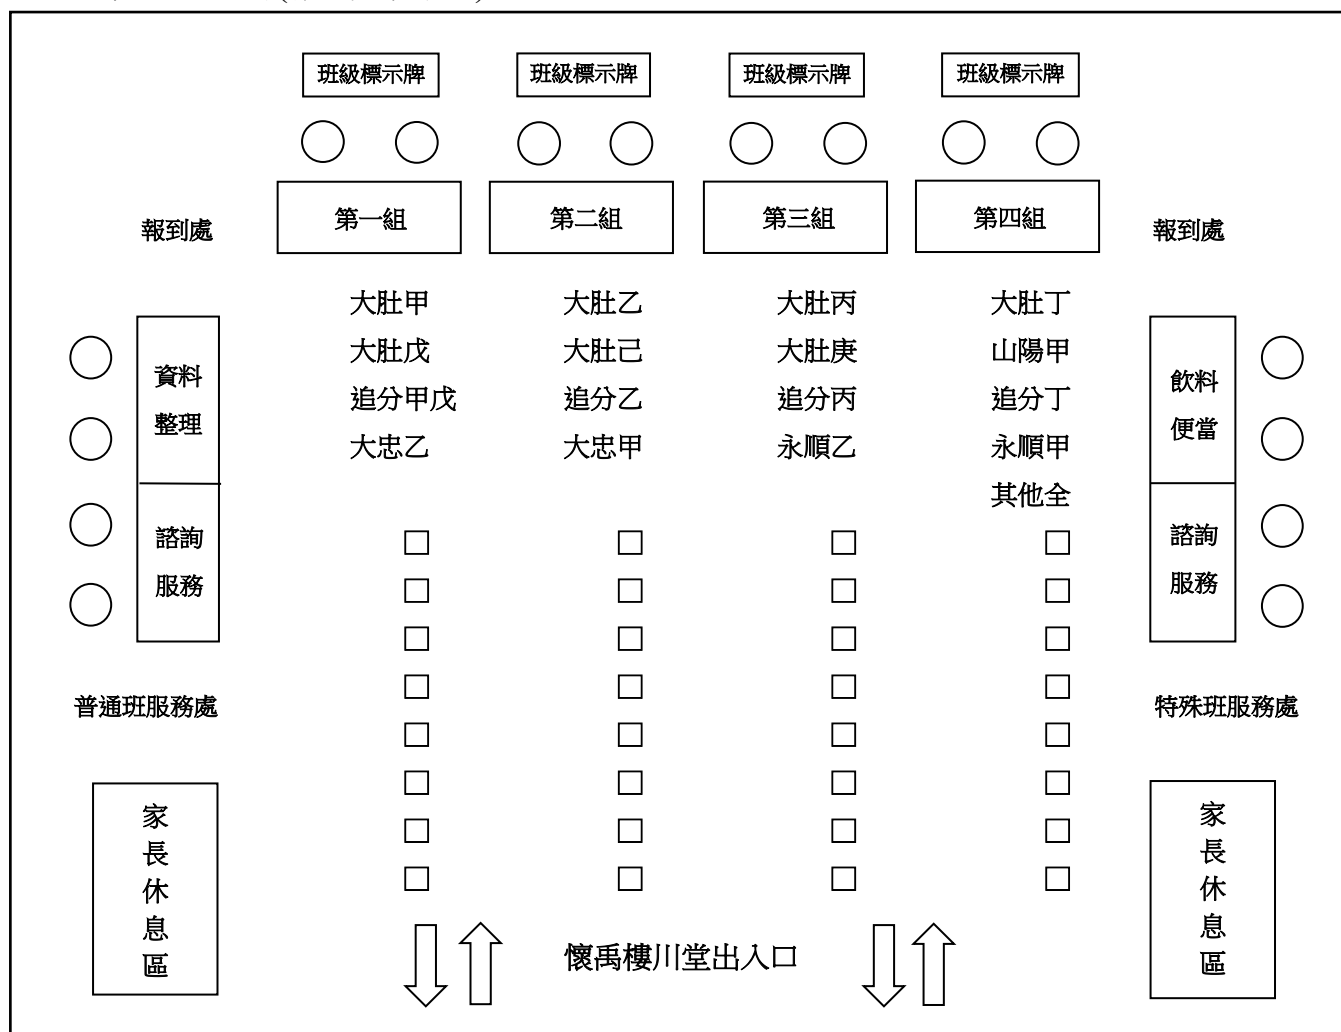 班級標示牌
班級標示牌
班級標示牌
班級標示牌
第一組
第二組
第三組
第四組
報到處
報到處
大肚甲
大肚乙
大肚丙
大肚丁
大肚戊
大肚己
大肚庚
山陽甲
追分甲戊
追分乙
追分丙
追分丁
大忠乙
大忠甲
永順乙
永順甲
其他全
資料
整理
諮詢
服務
飲料
便當
諮詢
服務
普通班服務處
特殊班服務處
家
長
休
息
區
家
長
休
息
區
懷禹樓川堂出入口